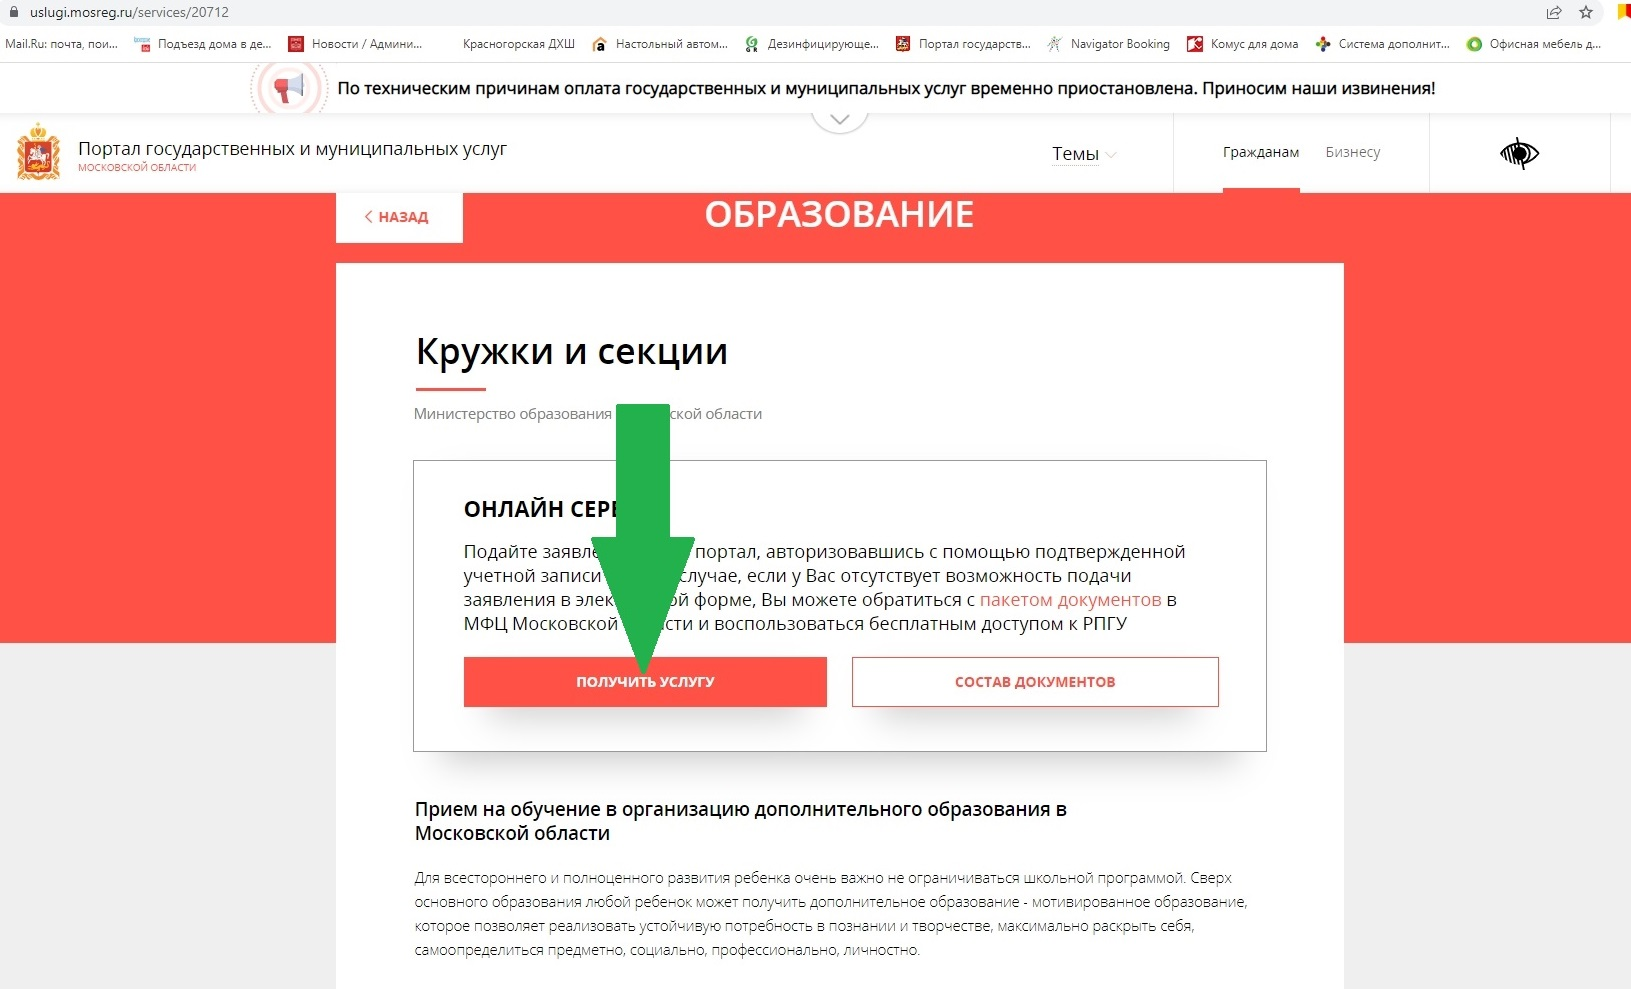 uslugi.mosreg.ru/services/20712
Mail.Ru: почта, пои... Подъезд дома в де... Новости / Админи... Красногорская ДХШ Настольный автом... Дезинфицирующе... Портал государств... Navigator Booking Комус для дома Система дополнит... Офисная мебель д...
По техническим причинам оплата государственных и муниципальных услуг временно приостановлена. Приносим наши извинения!
Портал государственных и муниципальных услуг
МОСКОВСКОЙ ОБЛАСТИ
Темы Гражданам Бизнесу
НАЗАД
ОБРАЗОВАНИЕ
Кружки и секции
Министерство образования ской области
ОНЛАЙН СЕРВ
Подайте заявле портал, авторизовавшись с помощью подтвержденной
учетной записи случае, если у Вас отсутствует возможность подачи
заявления в элек ой форме, Вы можете обратиться с пакетом документов в
МФЦ Московской сти и воспользоваться бесплатным доступом к РПГУ
ПОЛУЧИТЬ УСЛУГУ СОСТАВ ДОКУМЕНТОВ
Прием на обучение в организацию дополнительного образования в
Московской области
Для всестороннего и полноценного развития ребенка очень важно не ограничиваться школьной программой. Сверх
основного образования любой ребенок может получить дополнительное образование - мотивированное образование,
которое позволяет реализовать устойчивую потребность в познании и творчестве, максимально раскрыть себя,
самоопределиться предметно, социально, профессионально, личностно.